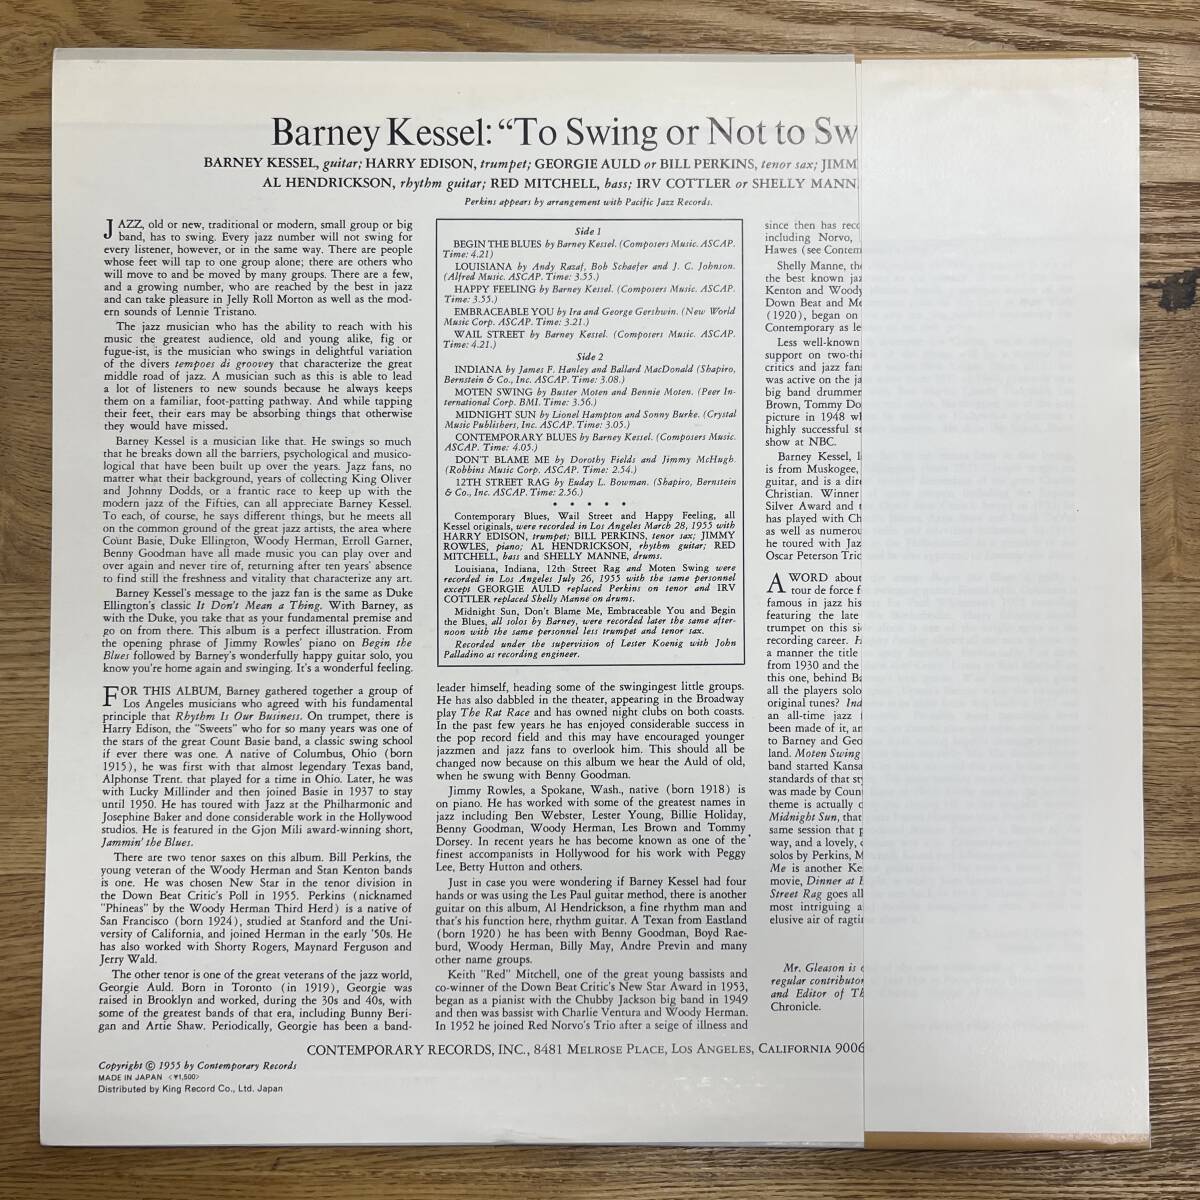 Barney Kessel: “To Swing or Not to Sw
BARNEY KESSEL, guitar; HARRY EDISON, trumpet; GEORGIE AULD or BILL PERKINS, tenor sax; JIMM
AL HENDRICKSON, rhythm guitar; RED MITCHELL, bass; IRV COTTLER or SHELLY MANN
Perkins appears by arrangement with Pacific Jazz Records.
JAZZ, old or new, traditional or modern, small group or big
band, has to swing. Every jazz number will not swing for
every listener, however, or in the same way. There are people
whose feet will tap to one group alone; there are others who
will move to and be moved by many groups. There are a few,
and a growing number, who are reached by the best in jazz
and can take pleasure in Jelly Roll Morton as well as the mod-
ern sounds of Lennie Tristano.
The jazz musician who has the ability to reach with his
music the greatest audience, old and young alike, fig or
fugue-ist, is the musician who swings in delightful variation
of the divers tempoes di groovey that characterize the great
middle road of jazz. A musician such as this is able to lead
a lot of listeners to new sounds because he always keeps
them on a familiar, foot-patting pathway. And while tapping
their feet, their ears may be absorbing things that otherwise
they would have missed.
Barney Kessel is a musician like that. He swings so much
that he breaks down all the barriers, psychological and musico-
logical that have been built up over the years. Jazz fans, no
matter what their background, years of collecting King Oliver
and Johnny Dodds, or a frantic race to keep up with the
modern jazz of the Fifties, can all appreciate Barney Kessel.
To each, of course, he says different things, but he meets all
on the common ground of the great jazz artists, the area where
Count Basie, Duke Ellington, Woody Herman, Erroll Garner,
Benny Goodman have all made music you can play over and
over again and never tire of, returning after ten years' absence
to find still the freshness and vitality that characterize any art.
Barney Kessel's message to the jazz fan is the same as Duke
Ellington's classic It Don't Mean a Thing. With Barney, as
with the Duke, you take that as your fundamental premise and
go on from there. This album is a perfect illustration. From
the opening phrase of Jimmy Rowles' piano on Begin the
Blues followed by Barney's wonderfully happy guitar solo, you
know you're home again and swinging. It's a wonderful feeling.
FOR THIS ALBUM, Barney gathered together a group of
Los Angeles musicians who agreed with his fundamental
principle that Rhythm Is Our Business. On trumpet, there is
Harry Edison, the "Sweets" who for so many years was one of
the stars of the great Count Basie band, a classic swing school
if ever there was one. A native of Columbus, Ohio (born
1915), he was first with that almost legendary Texas band,
Alphonse Trent. that played for a time in Ohio. Later, he was
with Lucky Millinder and then joined Basie in 1937 to stay
until 1950. He has toured with Jazz at the Philharmonic and
Josephine Baker and done considerable work in the Hollywood
studios. He is featured in the Gjon Mili award-winning short,
Jammin' the Blues.
There are two tenor saxes on this album. Bill Perkins, the
young veteran of the Woody Herman and Stan Kenton bands
is one. He was chosen New Star in the tenor division in
the Down Beat Critic's Poll in 1955. Perkins (nicknamed
"Phineas" by the Woody Herman Third Herd) is a native of
San Francisco (born 1924), studied at Stanford and the Uni-
versity of California, and joined Herman in the early '50s. He
has also worked with Shorty Rogers, Maynard Ferguson and
Jerry Wald.
The other tenor is one of the great veterans of the jazz world,
Georgie Auld. Born in Toronto (in 1919), Georgie was
raised in Brooklyn and worked, during the 30s and 40s, with
some of the greatest bands of that era, including Bunny Beri-
gan and Artie Shaw. Periodically, Georgie has been a band-
Side 1
BEGIN THE BLUES by Barney Kessel. (Composers Music. ASCAP.
Time: 4.21)
LOUISIANA by Andy Razaf, Bob Schaefer and J. C. Johnson.
(Alfred Music. ASCAP. Time: 3.55.)
HAPPY FEELING by Barney Kessel. (Composers Music. ASCAP.
Time: 3.55.)
EMBRACEABLE YOU by Ira and George Gershwin. (New World
Music Corp. ASCAP. Time: 3.21.)
WAIL STREET by Barney Kessel. (Composers Music. ASCAP.
Time: 4.21.)
Side 2
INDIANA by James F. Hanley and Ballard MacDonald (Shapiro,
Bernstein & Co., Inc. ASCAP. Time: 3.08.)
MOTEN SWING by Buster Moten and Bennie Moten. (Peer In-
ternational Corp. BMI. Time: 3.56.)
MIDNIGHT SUN by Lionel Hampton and Sonny Burke. (Crystal
Music Publishers, Inc. ASCAP. Time: 3.05.)
CONTEMPORARY BLUES by Barney Kessel. (Composers Music.
ASCAP. Time: 4.05.)
DON'T BLAME ME by Dorothy Fields and Jimmy McHugh.
(Robbins Music Corp. ASCAP. Time: 2.54.)
12TH STREET RAG by Euday L. Bowman. (Shapiro, Bernstein
& Co., Inc. ASCAP. Time: 2.56.)
* * * * *
Contemporary Blues, Wail Street and Happy Feeling, all
Kessel originals, were recorded in Los Angeles March 28, 1955 with
HARRY EDISON, trumpet; BILL PERKINS, tenor sax; JIMMY
ROWLES, piano; AL HENDRICKSON, rhythm guitar; RED
MITCHELL, bass and SHELLY MANNE, drums.
Louisiana, Indiana, 12th Street Rag and Moten Swing were
recorded in Los Angeles July 26, 1955 with the same personnel
except GEORGIE AULD replaced Perkins on tenor and IRV
COTTLER replaced Shelly Manne on drums.
Midnight Sun, Don't Blame Me, Embraceable You and Begin
the Blues, all solos by Barney, were recorded later the same after-
noon with the same personnel less trumpet and tenor sax.
Recorded under the supervision of Lester Koenig with John
Palladino as recording engineer.
leader himself, heading some of the swingingest little groups.
He has also dabbled in the theater, appearing in the Broadway
play The Rat Race and has owned night clubs on both coasts.
In the past few years he has enjoyed considerable success in
the pop record field and this may have encouraged younger
jazzmen and jazz fans to overlook him. This should all be
changed now because on this album we hear the Auld of old,
when he swung with Benny Goodman.
Jimmy Rowles, a Spokane, Wash., native (born 1918) is
on piano. He has worked with some of the greatest names in
jazz including Ben Webster, Lester Young, Billie Holiday,
Benny Goodman, Woody Herman, Les Brown and Tommy
Dorsey. In recent years he has become known as one of the
finest accompanists in Hollywood for his work with Peggy
Lee, Betty Hutton and others.
Just in case you were wondering if Barney Kessel had four
hands or was using the Les Paul guitar method, there is another
guitar on this album, Al Hendrickson, a fine rhythm man and
that's his function here, rhythm guitar. A Texan from Eastland
(born 1920) he has been with Benny Goodman, Boyd Rae-
burd, Woody Herman, Billy May, Andre Previn and many
other name groups.
Keith "Red" Mitchell, one of the great young bassists and
co-winner of the Down Beat Critic's New Star Award in 1953,
began as a pianist with the Chubby Jackson big band in 1949
and then was bassist with Charlie Ventura and Woody Herman.
In 1952 he joined Red Norvo's Trio after a seige of illness and
since then has rec
including Norvo,
Hawes (see Contem
Shelly Manne, the
the best known jaz
Kenton and Woody
Down Beat and Me
(1920), began on
Contemporary as le
Less well-known
support on two-thi
critics and jazz fan
was active on the ja
big band drummer
Brown, Tommy Do
picture in 1948 wh
highly successful st
show at NBC.
Barney Kessel, l
is from Muskogee,
guitar, and is a dire
Christian. Winner
Silver Award and
has played with Ch
as well as numerou
he toured with Jaz
Oscar Peterson Tric
A WORD about
tour de force f
famous in jazz his
featuring the late
trumpet on this si
recording career. H
a manner the title
from 1930 and the
this one, behind Ba
all the players solo
original tunes? Ind
an all-time jazz
been made of it, an
to Barney and Geo
land. Moten Swing
band started Kansa
standards of that st
was made by Coun
theme is actually
Midnight Sun, that
same session that p
way, and a lovely,
solos by Perkins, M
Me is another Ke
movie, Dinner at E
Street Rag goes all
most intriguing a
elusive air of ragti
Mr. Gleason is
regular contributor
and Editor of Th
Chronicle.
CONTEMPORARY RECORDS, INC., 8481 MELROSE PLACE, LOS ANGELES, CALIFORNIA 9006
Copyright © 1955 by Contemporary Records
MADE IN JAPAN <¥1,500>
Distributed by King Record Co., Ltd. Japan